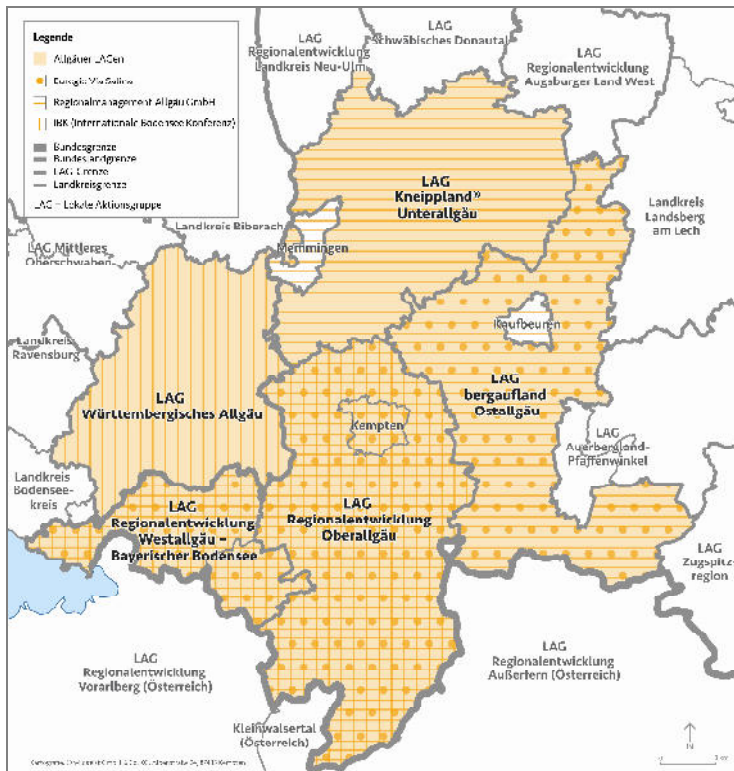 Legende
Allgäuer LAGen
Euregio Via Salina
Regionalmanagement Allgäu GmbH
IBK (Internationale Bodensee Konferenz)
Bundesgrenze
Bundeslandgrenze
LAG-Grenze
Landkreisgrenze
LAG = Lokale Aktionsgruppe
LAG
Regionalentwicklung
Landkreis Neu-Ulm
LAG
Schwäbisches Donautal
LAG
Regionalentwicklung
Augsburger Land West
LAG
Kneippland®
Unterallgäu
Landkreis
Landsberg
am Lech
Landkreis Biberach
Memmingen
LAG Mittleres
Oberschwaben
Kaufbeuren
Landkreis
Ravensburg
LAG
Württembergisches Allgäu
LAG
bergaufland
Ostallgäu
Kempten
LAG
Auerbergland-
Pfaffenwinkel
Landkreis
Bodensee-
kreis
LAG
Regionalentwicklung
Westallgäu –
Bayerischer Bodensee
LAG
Regionalentwicklung
Oberallgäu
LAG
Zugspitz-
region
LAG
Regionalentwicklung
Vorarlberg (Österreich)
LAG
Regionalentwicklung
Außerfern (Österreich)
Kleinwalsertal
(Österreich)
N